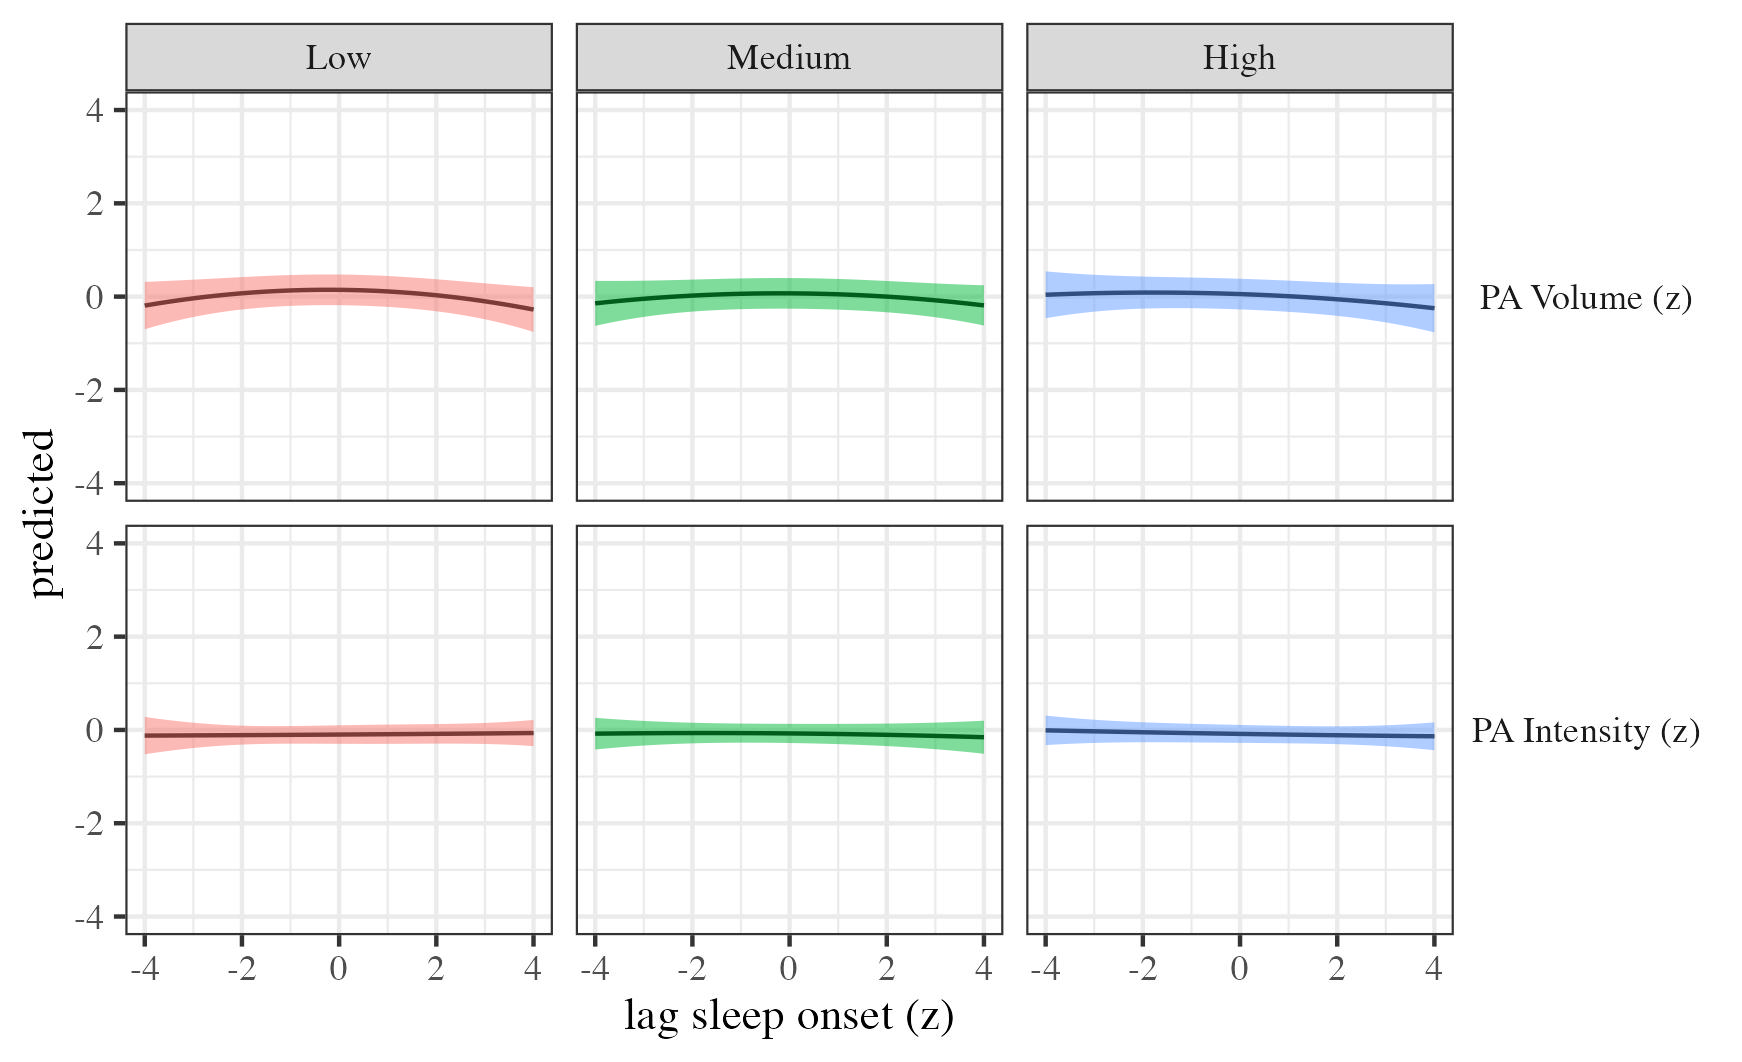 Low Medium High
4
2
0
-2
-4
PA Volume (z)
predicted
4
2
0
-2
-4
PA Intensity (z)
-4 -2 0 2 4 -4 -2 0 2 4 -4 -2 0 2 4
lag sleep onset (z)